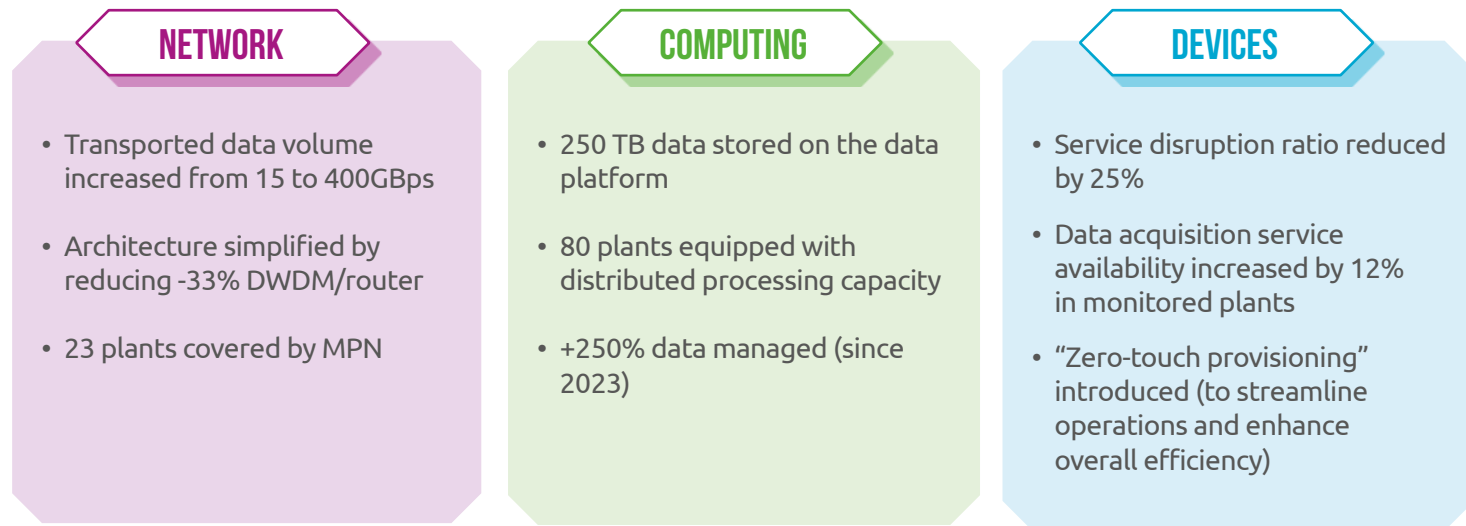 NETWORK
• Transported data volume
increased from 15 to 400GBps
• Architecture simplified by
reducing -33% DWDM/router
• 23 plants covered by MPN
COMPUTING
• 250 TB data stored on the data
platform
• 80 plants equipped with
distributed processing capacity
• +250% data managed (since
2023)
DEVICES
• Service disruption ratio reduced
by 25%
• Data acquisition service
availability increased by 12%
in monitored plants
• “Zero-touch provisioning”
introduced (to streamline
operations and enhance
overall efficiency)